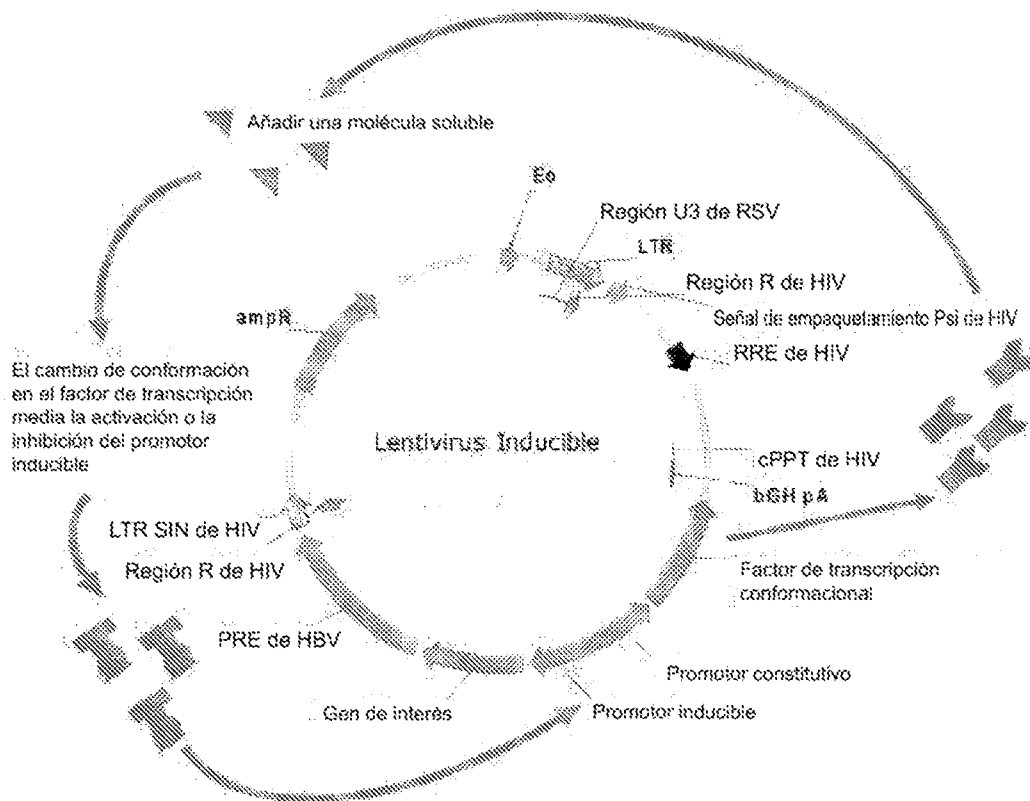 Añadir una molécula soluble
Eo
Región U3 de RSV
LTR
Región R de HIV
Señal de empaquetamiento Psi de HIV
ampR
RRE de HIV
El cambio de conformación
en el factor de transcripción
media la activación o la
inhibición del promotor
inducible
Lentivirus Inducible
cPPT de HIV
bGH pA
LTR SIN de HIV
Región R de HIV
Factor de transcripción
conformacional
PRE de HBV
Promotor constitutivo
Gen de interés
Promotor inducible